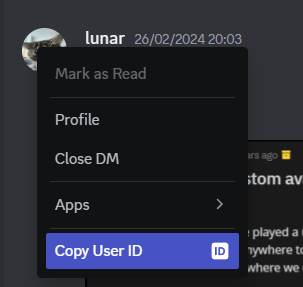 lunar 26/02/2024 20:03
Mark as Read
Profile
Close DM
ars ago
stom av
Apps
e played a
nywhere to
Copy User ID ID
where we